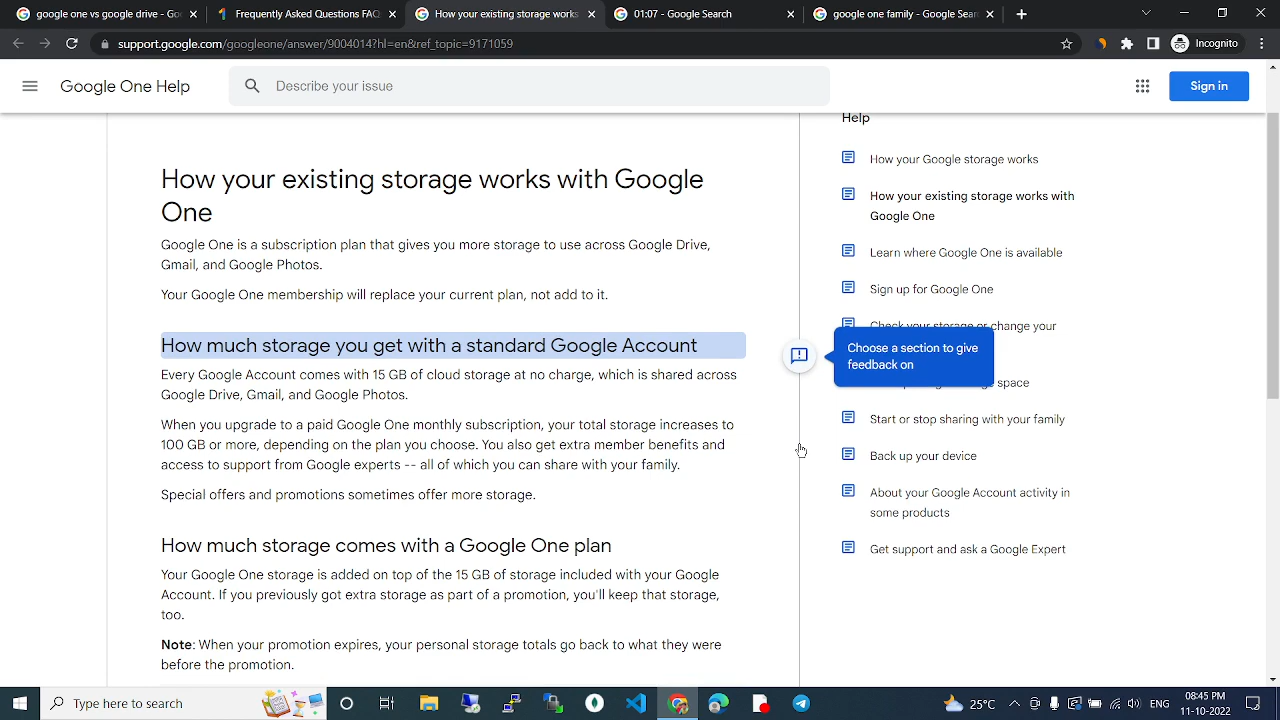 google one vs google drive - Go
Frequently Asked Questions FAQ
How your existing storage works
01:07 - Google Search
google one family - Google Sear
support.google.com/googleone/answer/9004014?hl=en&ref_topic=9171059
Incognito
Google One Help
Describe your issue
Sign in
How your existing storage works with Google
One
Google One is a subscription plan that gives you more storage to use across Google Drive,
Gmail, and Google Photos.
Your Google One membership will replace your current plan, not add to it.
How much storage you get with a standard Google Account
Every Google Account comes with 15 GB of cloud storage at no charge, which is shared across
Google Drive, Gmail, and Google Photos.
When you upgrade to a paid Google One monthly subscription, your total storage increases to
100 GB or more, depending on the plan you choose. You also get extra member benefits and
access to support from Google experts -- all of which you can share with your family.
Special offers and promotions sometimes offer more storage.
How much storage comes with a Google One plan
Your Google One storage is added on top of the 15 GB of storage included with your Google
Account. If you previously got extra storage as part of a promotion, you'll keep that storage,
too.
Note: When your promotion expires, your personal storage totals go back to what they were
before the promotion.
Help
How your Google storage works
How your existing storage works with
Google One
Learn where Google One is available
Sign up for Google One
Check your storage or change your
Choose a section to give
feedback on
space
Start or stop sharing with your family
Back up your device
About your Google Account activity in
some products
Get support and ask a Google Expert
Type here to search
25°C
ENG
08:45 PM
11-10-2022